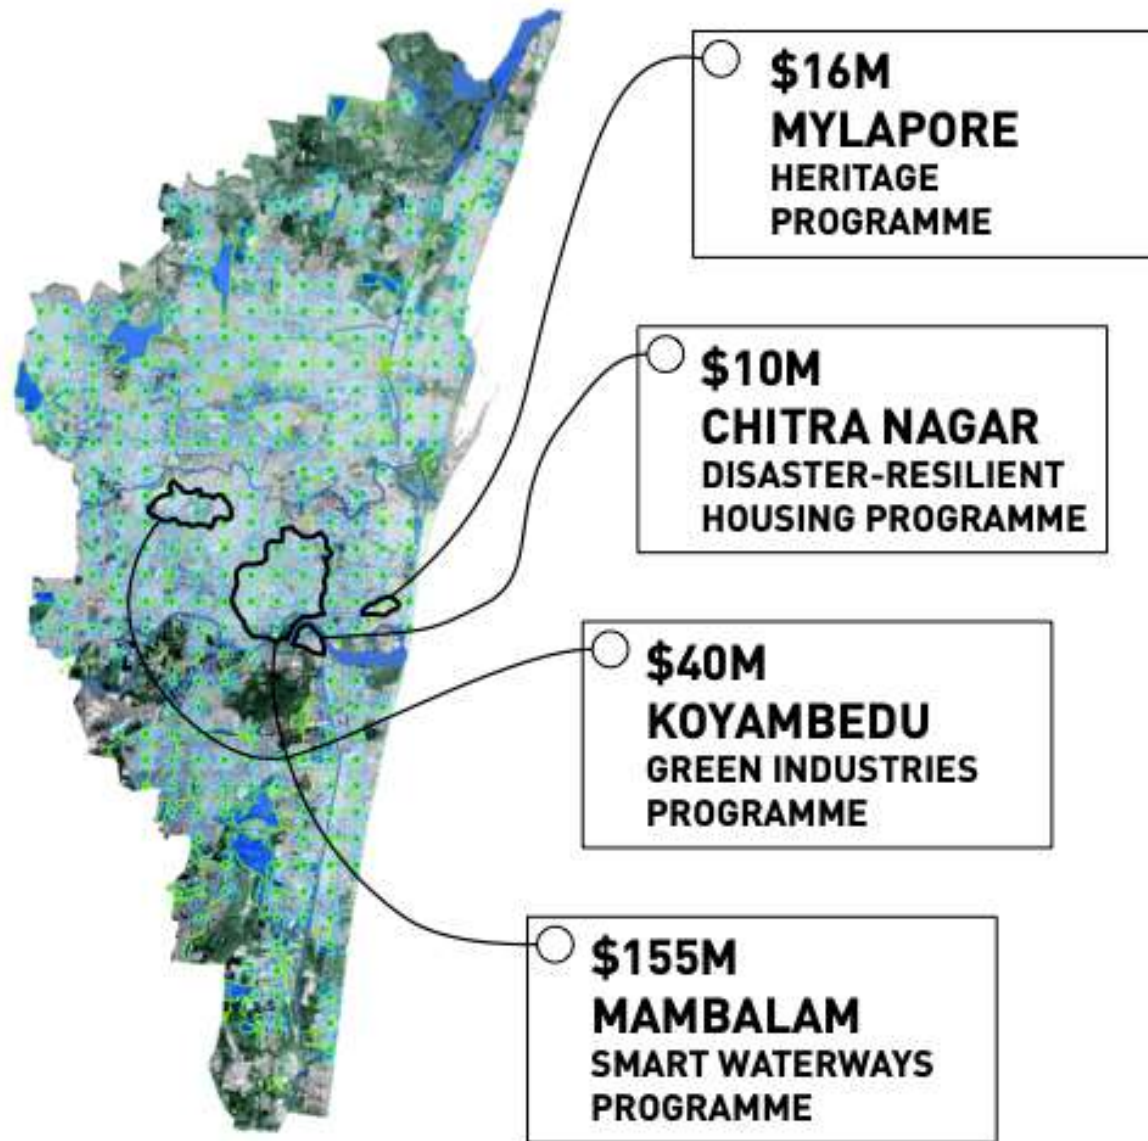 $16M
MYLAPORE
HERITAGE
PROGRAMME
$10M
CHITRA NAGAR
DISASTER-RESILIENT
HOUSING PROGRAMME
$40M
KOYAMBEDU
GREEN INDUSTRIES
PROGRAMME
$155M
MAMBALAM
SMART WATERWAYS
PROGRAMME